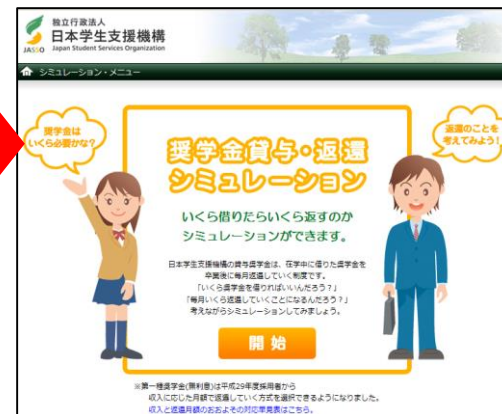 独立行政法人
日本学生支援機構
JASSO Japan Student Services Organization
シミュレーション・メニュー
奨学金は
いくら必要かな?
返還のことを
考えてみよう!
奨学金貸与・返還
シミュレーション
いくら借りたらいくら返すのか
シミュレーションができます。
日本学生支援機構の貸与奨学金は、在学中に借りた奨学金を
卒業後に毎月返還していく制度です。
「いくら奨学金を借りればいいんだろう?」
「毎月いくら返還していくことになるんだろう?」
考えながらシミュレーションしてみましょう。
開始
※第一種奨学金(無利息)は平成29年度採用者から
収入に応じた月額で返還していく方式を選択できるようになりました。
収入と返還月額のおおよその対応早見表はこちら。